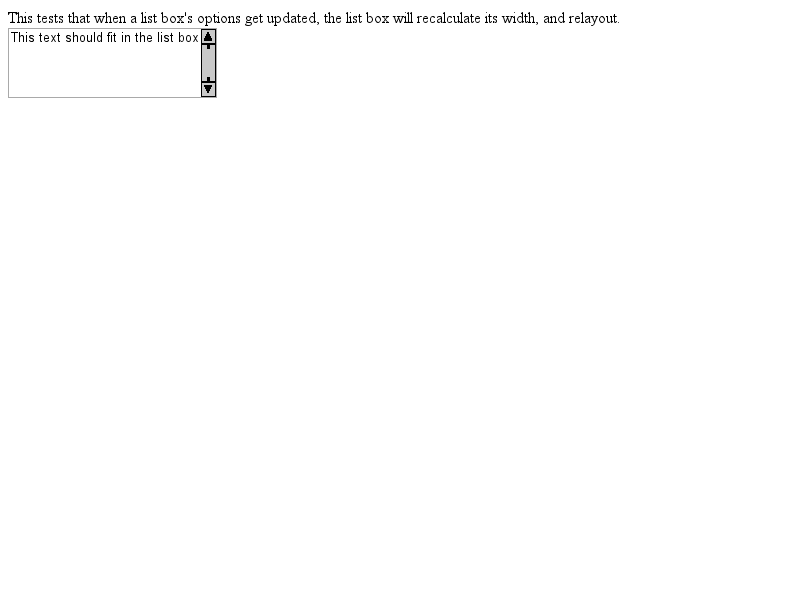 This tests that when a list box's options get updated, the list box will recalculate its width, and relayout.
This text should fit in the list box